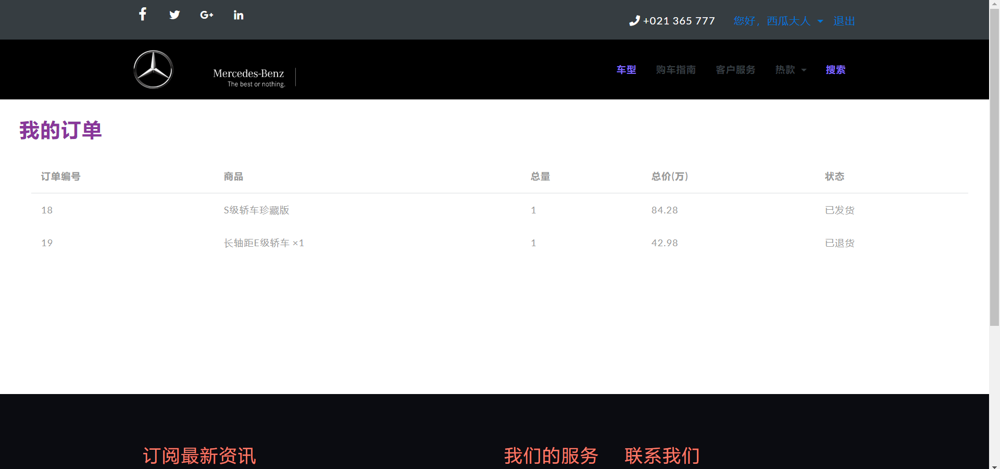 +021 365 777 您好，西瓜大人 退出
Mercedes-Benz
The best or nothing.
车型 购车指南 客户服务 热款 搜索
我的订单
订单编号 商品 总量 总价(万) 状态
18 S级轿车珍藏版 1 84.28 已发货
19 长轴距E级轿车 ×1 1 42.98 已退货
订阅最新资讯 我们的服务 联系我们